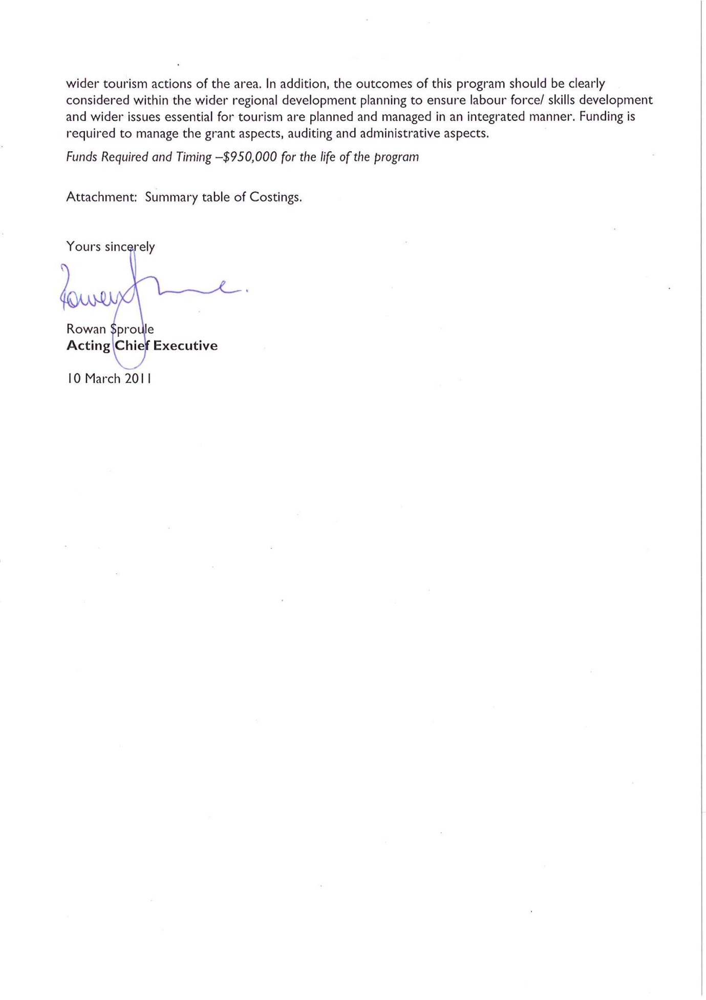 wider tourism actions of the area. In addition, the outcomes of this program should be clearly
considered within the wider regional development planning to ensure labour force/ skills development
and wider issues essential for tourism are planned and managed in an integrated manner. Funding is
required to manage the grant aspects, auditing and administrative aspects.
Funds Required and Timing –$950,000 for the life of the program
Attachment: Summary table of Costings.
Yours sincerely
Rowan Sproule
Acting Chief Executive
10 March 2011